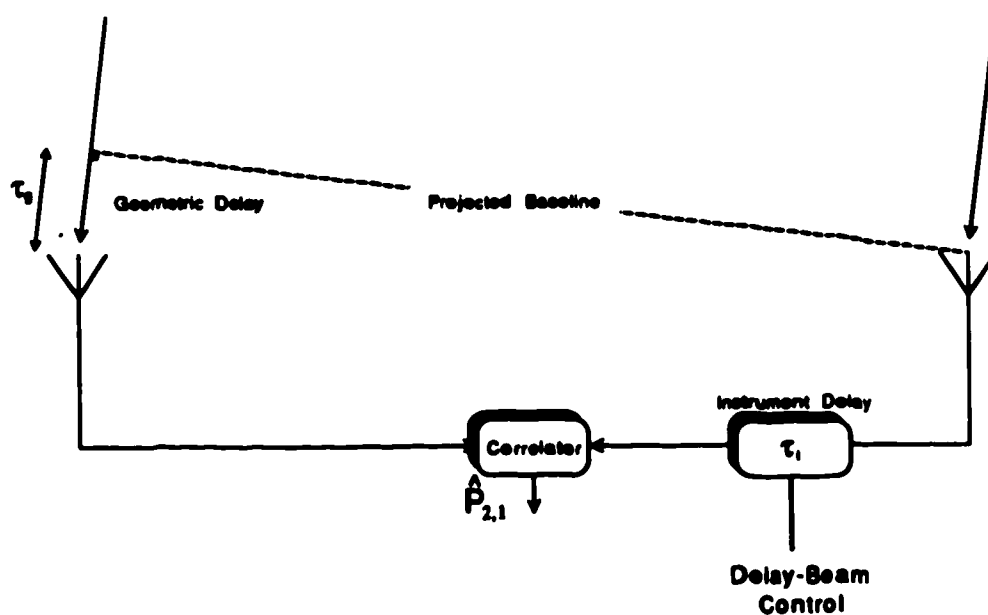 τg
Geometric Delay
Projected Baseline
Instrument Delay
Correlator
τI
P̂2,1
Delay-Beam
Control